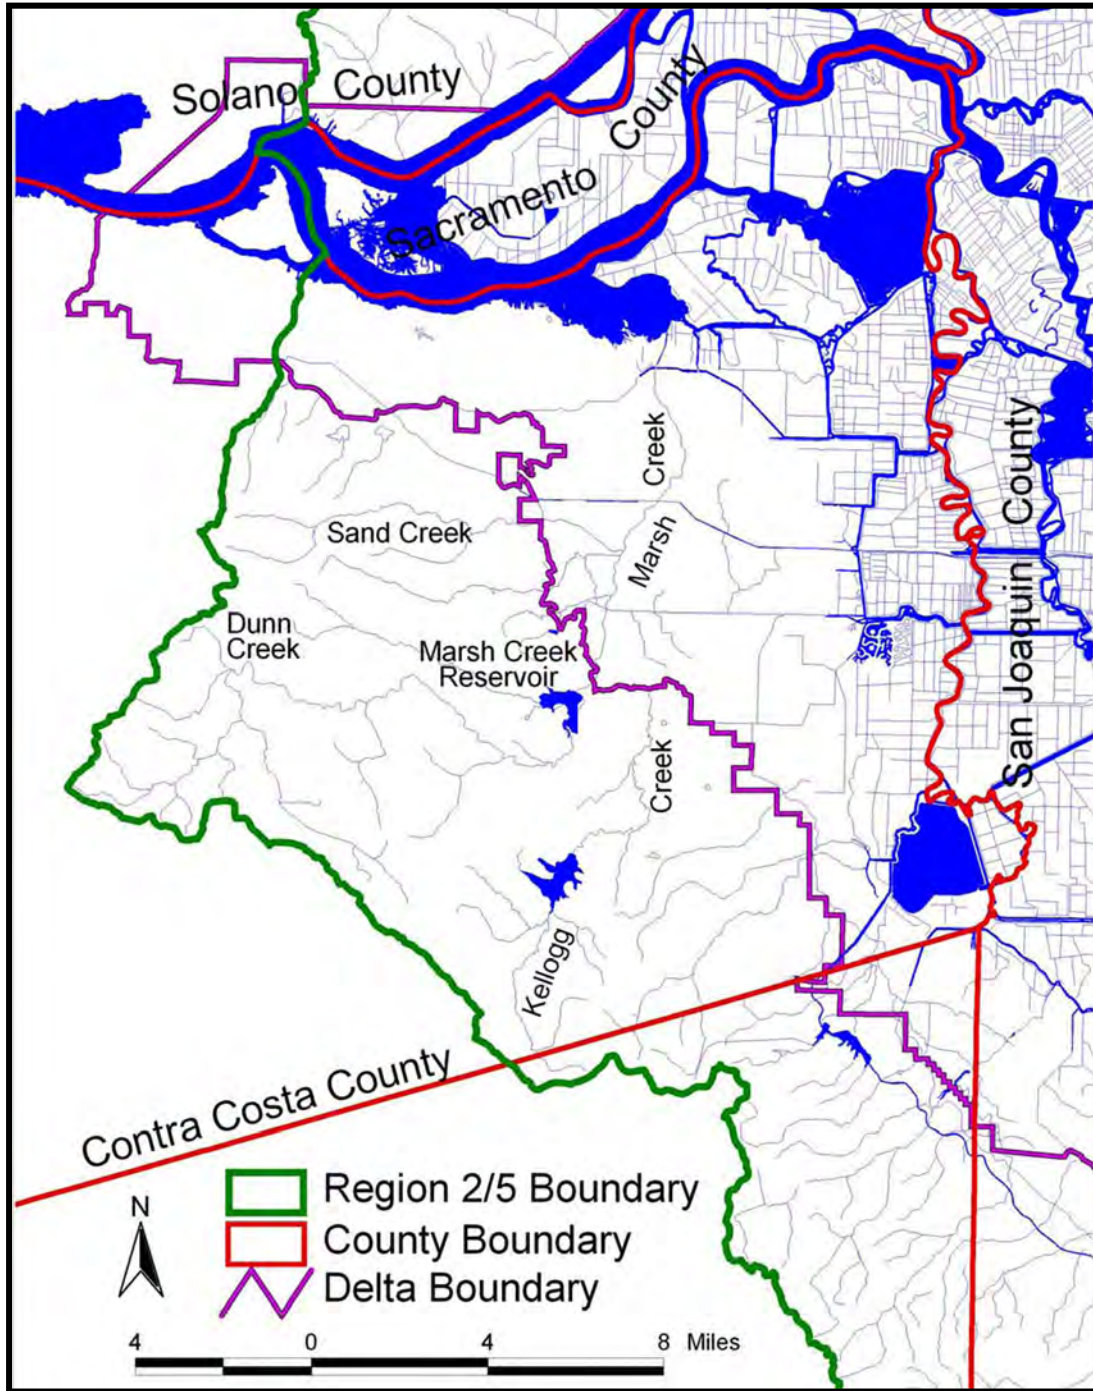 Solano County
Sacramento County
Marsh Creek
Sand Creek
Dunn
Creek
Marsh Creek
Reservoir
San Joaquin County
Kellogg Creek
Contra Costa County
N
Region 2/5 Boundary
County Boundary
Delta Boundary
4 0 4 8 Miles